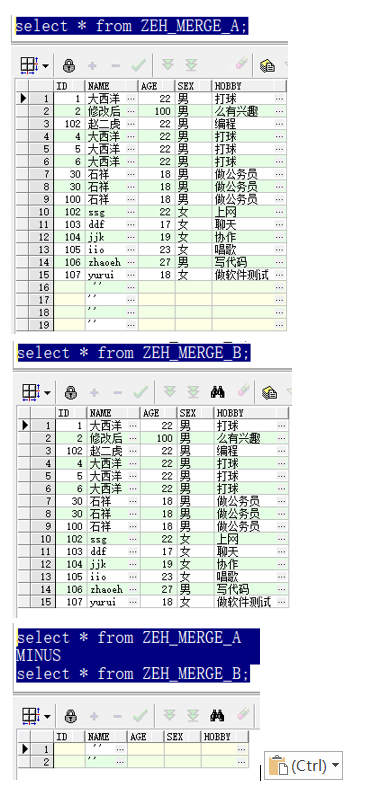 select * from ZEH_MERGE_A;
ID NAME AGE SEX HOBBY
1 1 大西洋 ··· 22 男 打球 ···
2 2 修改后 ··· 100 男 么有兴趣 ···
3 102 赵二虎 ··· 22 男 编程 ···
4 4 大西洋 ··· 22 男 打球 ···
5 5 大西洋 ··· 22 男 打球 ···
6 6 大西洋 ··· 22 男 打球 ···
7 30 石祥 ··· 18 男 做公务员 ···
8 30 石祥 ··· 18 男 做公务员 ···
9 100 石祥 ··· 18 男 做公务员 ···
10 102 ssg ··· 22 女 上网 ···
11 103 ddf ··· 17 女 聊天 ···
12 104 jjk ··· 19 女 协作 ···
13 105 iio ··· 23 女 唱歌 ···
14 106 zhaoeh ··· 27 男 写代码 ···
15 107 yurui ··· 18 女 做软件测试 ···
16 '' ··· ···
17 '' ··· ···
18 '' ··· ···
19 '' ··· ···
select * from ZEH_MERGE_B;
ID NAME AGE SEX HOBBY
1 1 大西洋 ··· 22 男 打球 ···
2 2 修改后 ··· 100 男 么有兴趣 ···
3 102 赵二虎 ··· 22 男 编程 ···
4 4 大西洋 ··· 22 男 打球 ···
5 5 大西洋 ··· 22 男 打球 ···
6 6 大西洋 ··· 22 男 打球 ···
7 30 石祥 ··· 18 男 做公务员 ···
8 30 石祥 ··· 18 男 做公务员 ···
9 100 石祥 ··· 18 男 做公务员 ···
10 102 ssg ··· 22 女 上网 ···
11 103 ddf ··· 17 女 聊天 ···
12 104 jjk ··· 19 女 协作 ···
13 105 iio ··· 23 女 唱歌 ···
14 106 zhaoeh ··· 27 男 写代码 ···
15 107 yurui ··· 18 女 做软件测试 ···
select * from ZEH_MERGE_A
MINUS
select * from ZEH_MERGE_B;
ID NAME AGE SEX HOBBY
1 '' ··· ···
2 '' ··· ···
(Ctrl)